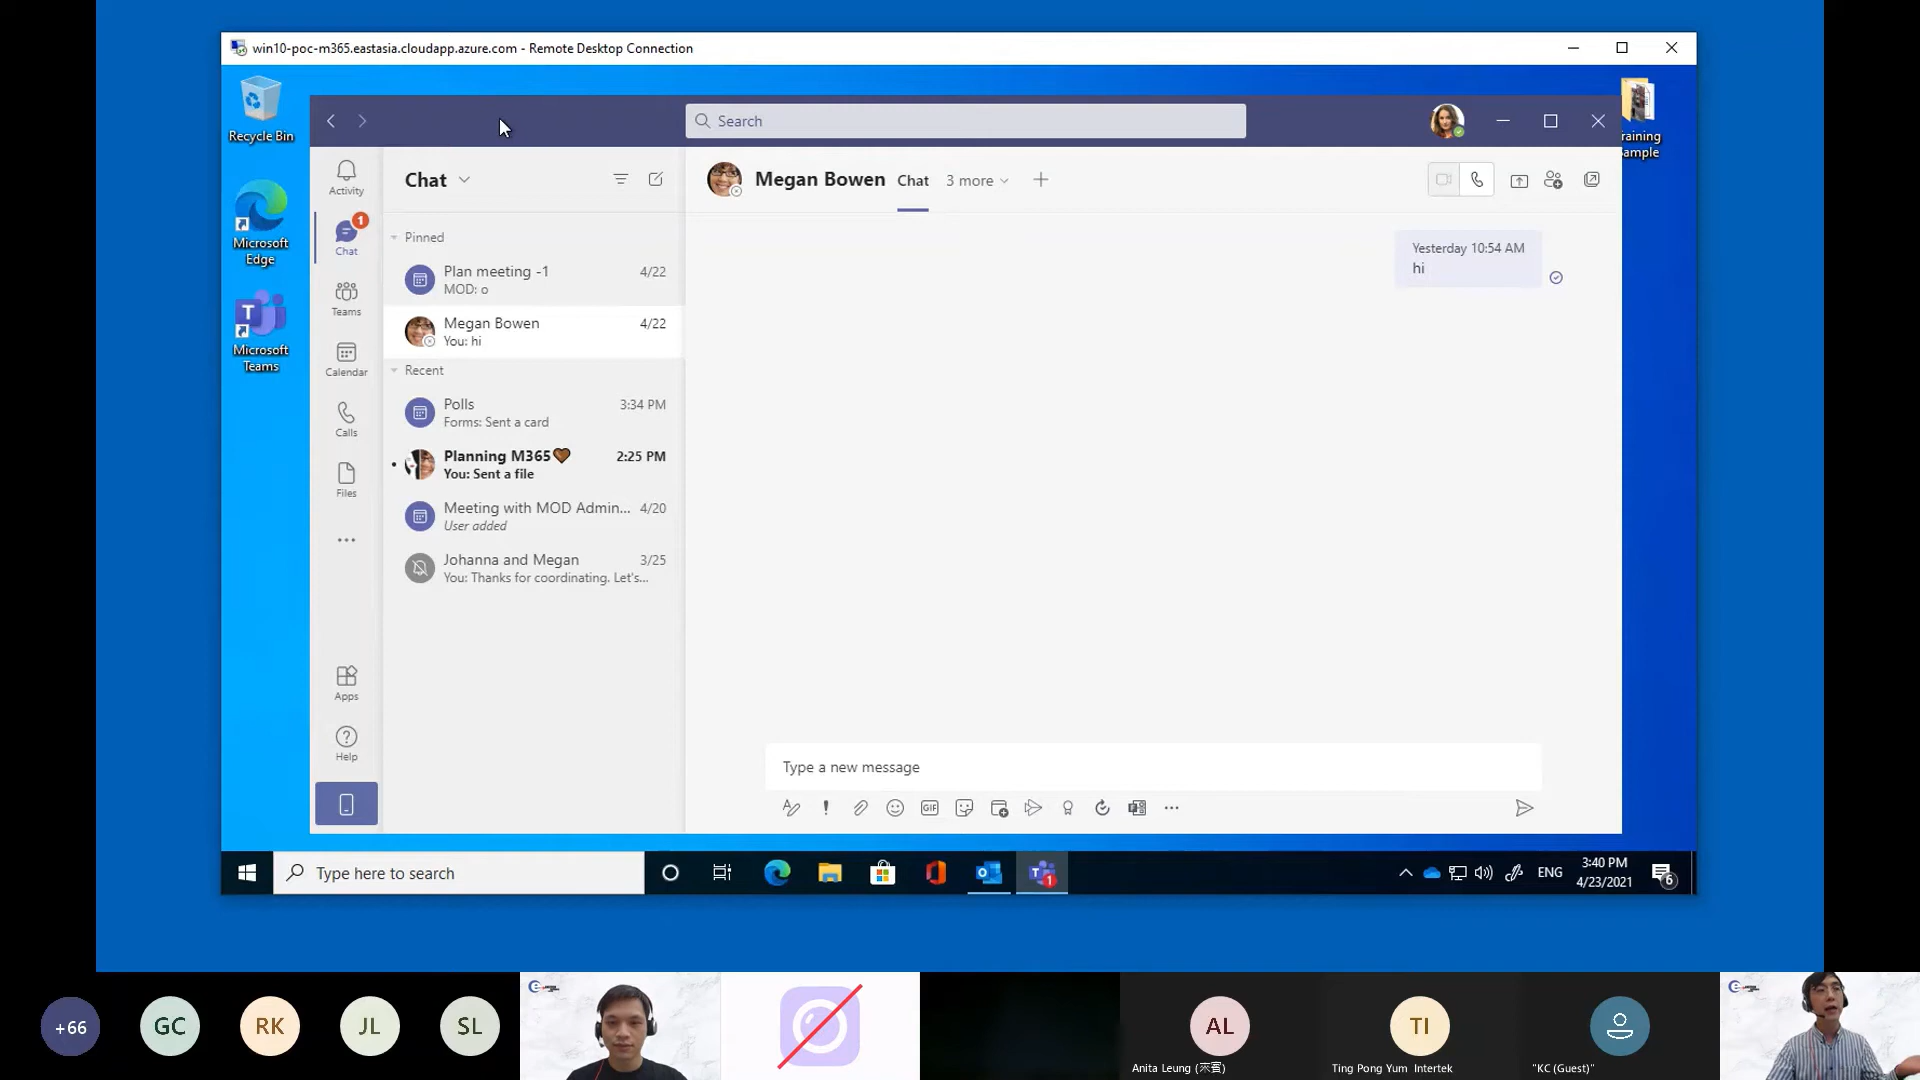 win10-poc-m365.eastasia.cloudapp.azure.com - Remote Desktop Connection
Recycle Bin
Microsoft
Edge
Microsoft
Teams
raining
ample
Search
Activity
1
Chat
Teams
Calendar
Calls
Files
Apps
Help
Chat
Pinned
Plan meeting -1 4/22
MOD: o
Megan Bowen 4/22
You: hi
Recent
Polls 3:34 PM
Forms: Sent a card
Planning M365🤎 2:25 PM
You: Sent a file
Meeting with MOD Admin... 4/20
User added
Johanna and Megan 3/25
You: Thanks for coordinating. Let's...
Megan Bowen Chat 3 more
Yesterday 10:54 AM
hi
Type a new message
GIF
Type here to search
T 1
ENG
3:40 PM
4/23/2021
6
+66
GC
RK
JL
SL
AL
Anita Leung (來賓)
TI
Ting Pong Yum Intertek
"KC (Guest)"